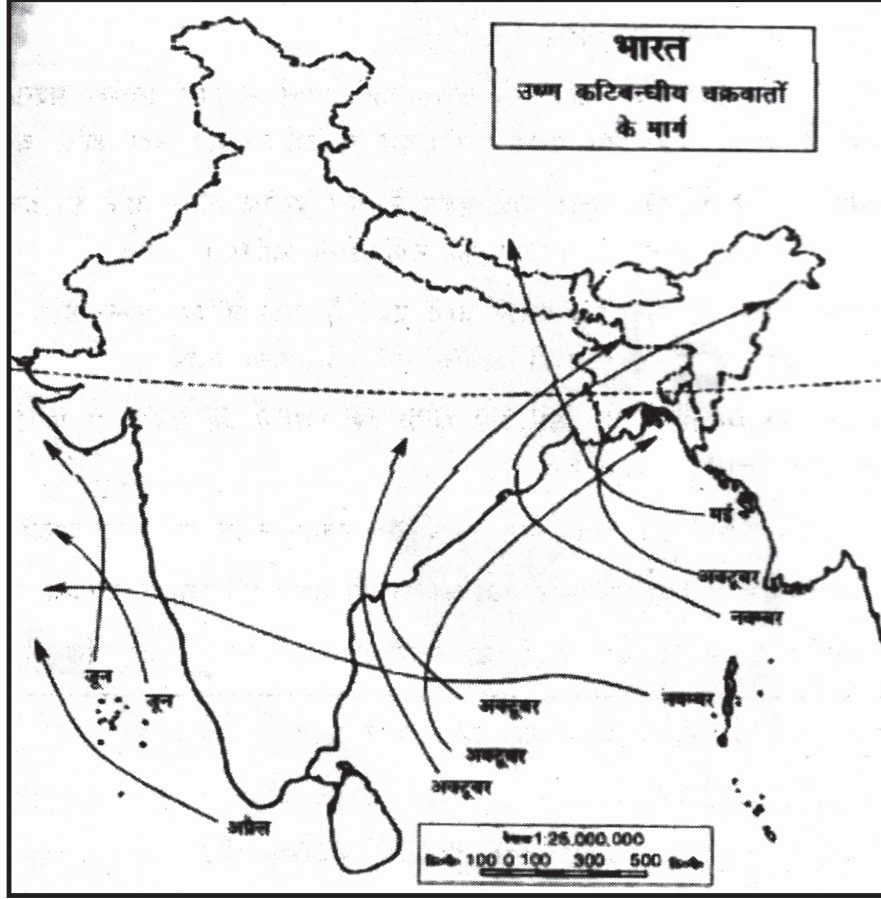 भारत
उष्ण कटिबन्धीय चक्रवातों
के मार्ग
मई
अक्टूबर
नवम्बर
जून
जून
अक्टूबर
नवम्बर
अक्टूबर
अक्टूबर
अप्रैल
1:25,000,000
100 0 100 300 500